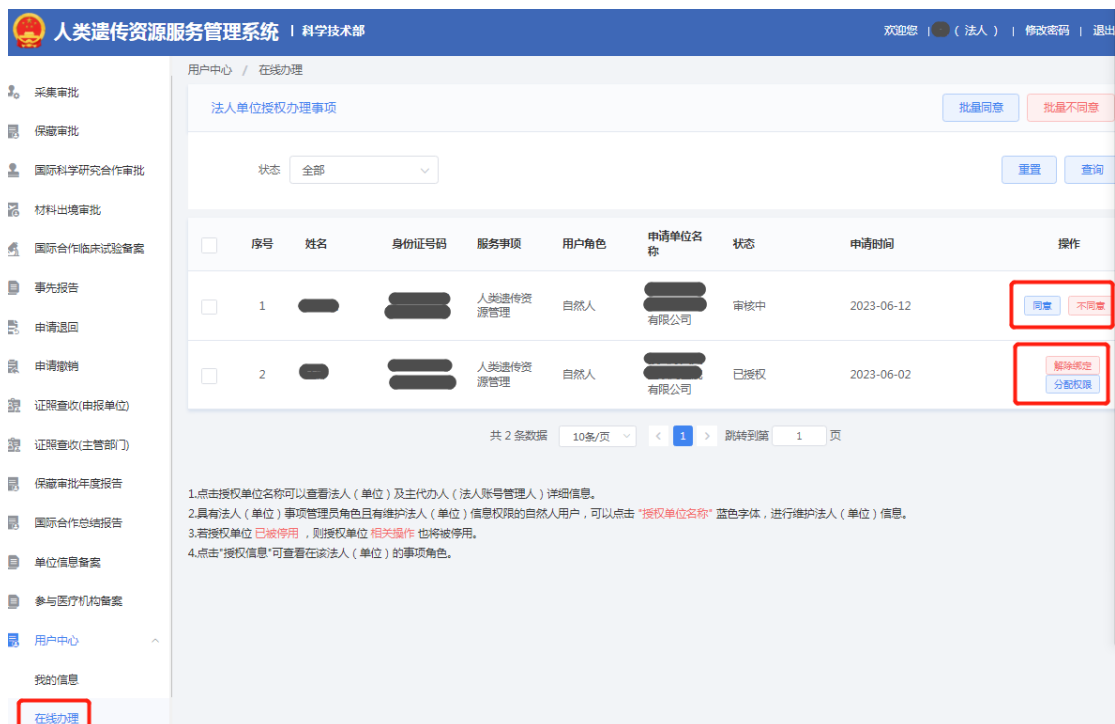 人类遗传资源服务管理系统 | 科学技术部
欢迎您 | (法人) | 修改密码 | 退出
用户中心 / 在线办理
采集审批
保藏审批
国际科学研究合作审批
材料出境审批
国际合作临床试验备案
事先报告
申请退回
申请撤销
证照查收(申报单位)
证照查收(主管部门)
保藏审批年度报告
国际合作总结报告
单位信息备案
参与医疗机构备案
用户中心
我的信息
在线办理
法人单位授权办理事项
批量同意 批量不同意
状态 全部
重置 查询
序号 姓名 身份证号码 服务事项 用户角色 申请单位名称 状态 申请时间 操作
1 人类遗传资源管理 自然人 有限公司 审核中 2023-06-12 同意 不同意
2 人类遗传资源管理 自然人 有限公司 已授权 2023-06-02 解除绑定 分配权限
共 2 条数据 10条/页 < 1 > 跳转到第 1 页
1.点击授权单位名称可以查看法人(单位)及主代办人(法人账号管理人)详细信息。
2.具有法人(单位)事项管理员角色且有维护法人(单位)信息权限的自然人用户,可以点击 "授权单位名称" 蓝色字体,进行维护法人(单位)信息。
3.若授权单位 已被停用 ,则授权单位 相关操作 也将被停用。
4.点击"授权信息"可查看在该法人(单位)的事项角色。